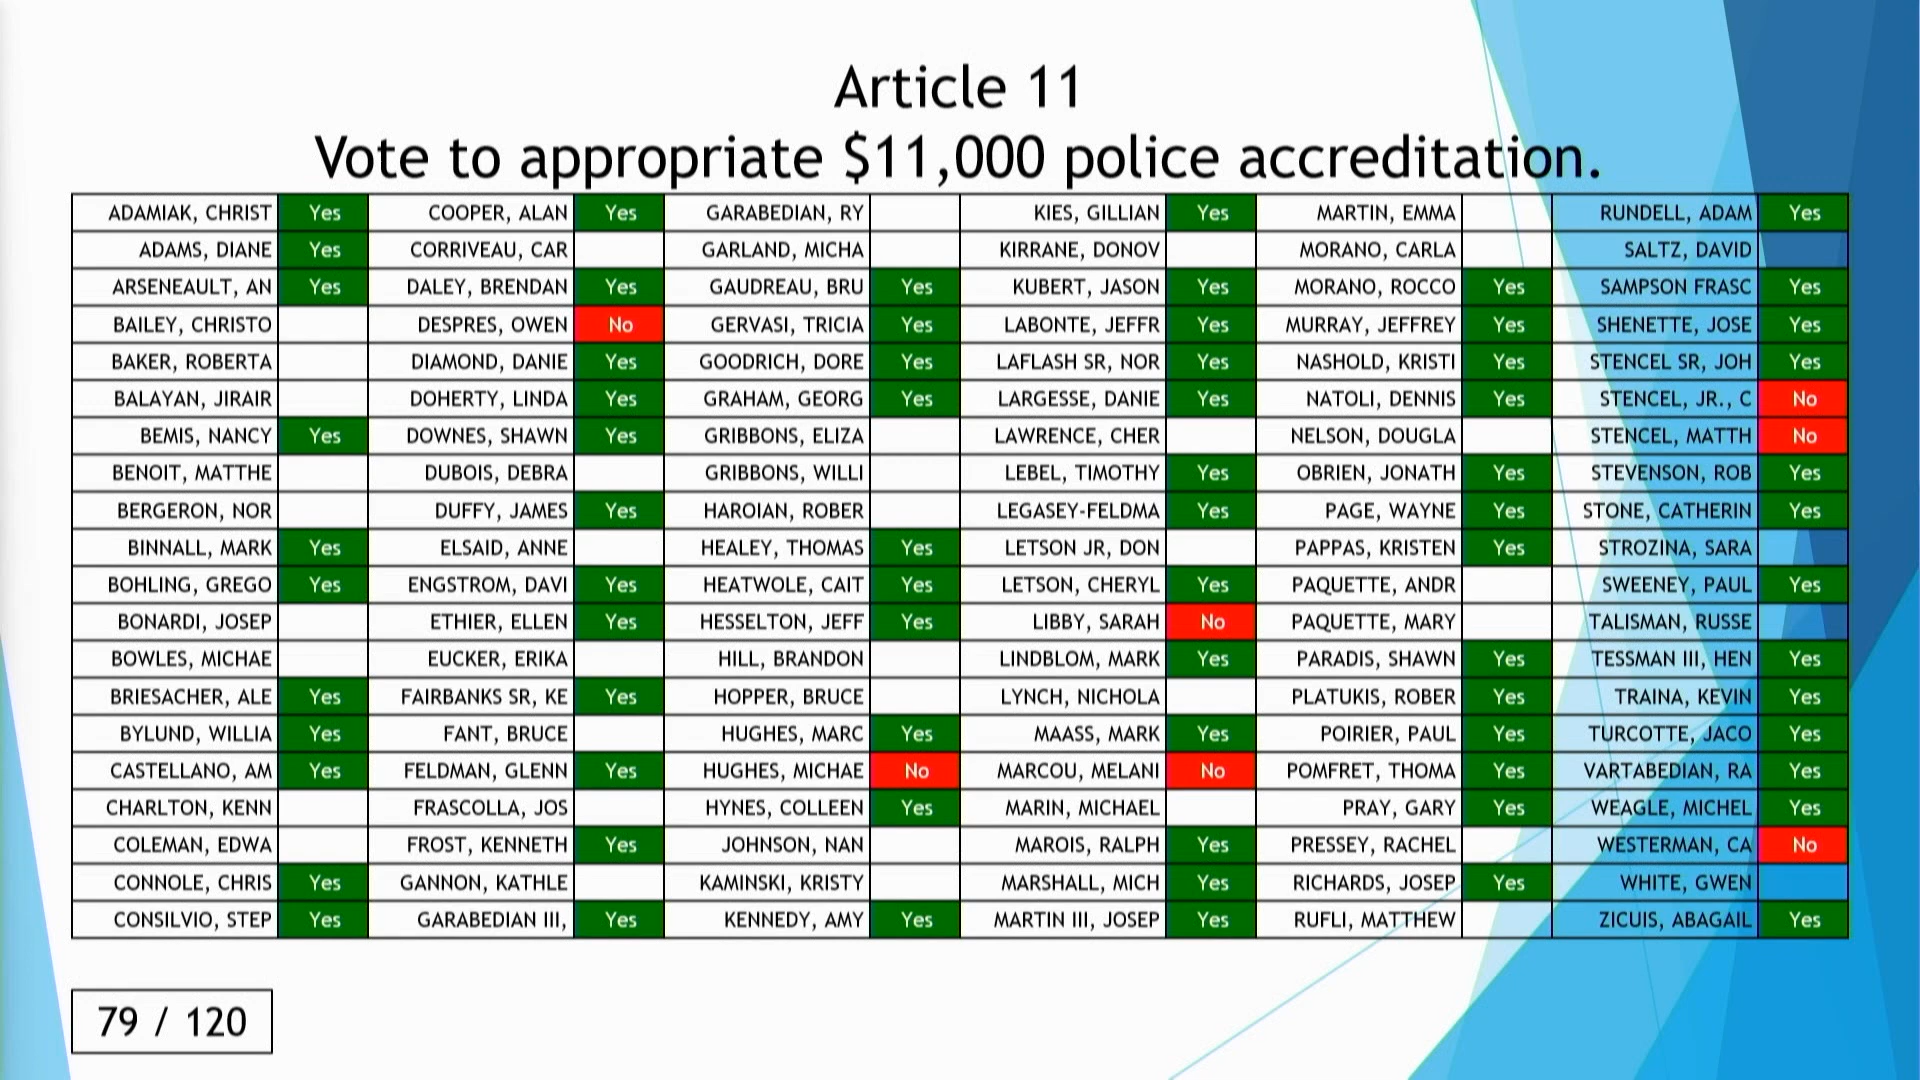 Article 11
Vote to appropriate $11,000 police accreditation.
ADAMIAK, CHRIST Yes COOPER, ALAN Yes GARABEDIAN, RY KIES, GILLIAN Yes MARTIN, EMMA RUNDELL, ADAM Yes
ADAMS, DIANE Yes CORRIVEAU, CAR GARLAND, MICHA KIRRANE, DONOV MORANO, CARLA SALTZ, DAVID
ARSENEAULT, AN Yes DALEY, BRENDAN Yes GAUDREAU, BRU Yes KUBERT, JASON Yes MORANO, ROCCO Yes SAMPSON FRASC Yes
BAILEY, CHRISTO DESPRES, OWEN No GERVASI, TRICIA Yes LABONTE, JEFFR Yes MURRAY, JEFFREY Yes SHENETTE, JOSE Yes
BAKER, ROBERTA DIAMOND, DANIE Yes GOODRICH, DORE Yes LAFLASH SR, NOR Yes NASHOLD, KRISTI Yes STENCEL SR, JOH Yes
BALAYAN, JIRAIR DOHERTY, LINDA Yes GRAHAM, GEORG Yes LARGESSE, DANIE Yes NATOLI, DENNIS Yes STENCEL, JR., C No
BEMIS, NANCY Yes DOWNES, SHAWN Yes GRIBBONS, ELIZA LAWRENCE, CHER NELSON, DOUGLA STENCEL, MATTH No
BENOIT, MATTHE DUBOIS, DEBRA GRIBBONS, WILLI LEBEL, TIMOTHY Yes OBRIEN, JONATH Yes STEVENSON, ROB Yes
BERGERON, NOR DUFFY, JAMES Yes HAROIAN, ROBER LEGASEY-FELDMA Yes PAGE, WAYNE Yes STONE, CATHERIN Yes
BINNALL, MARK Yes ELSAID, ANNE HEALEY, THOMAS Yes LETSON JR, DON PAPPAS, KRISTEN Yes STROZINA, SARA
BOHLING, GREGO Yes ENGSTROM, DAVI Yes HEATWOLE, CAIT Yes LETSON, CHERYL Yes PAQUETTE, ANDR SWEENEY, PAUL Yes
BONARDI, JOSEP ETHIER, ELLEN Yes HESSELTON, JEFF Yes LIBBY, SARAH No PAQUETTE, MARY TALISMAN, RUSSE
BOWLES, MICHAE EUCKER, ERIKA HILL, BRANDON LINDBLOM, MARK Yes PARADIS, SHAWN Yes TESSMAN III, HEN Yes
BRIESACHER, ALE Yes FAIRBANKS SR, KE Yes HOPPER, BRUCE LYNCH, NICHOLA PLATUKIS, ROBER Yes TRAINA, KEVIN Yes
BYLUND, WILLIA Yes FANT, BRUCE HUGHES, MARC Yes MAASS, MARK Yes POIRIER, PAUL Yes TURCOTTE, JACO Yes
CASTELLANO, AM Yes FELDMAN, GLENN Yes HUGHES, MICHAE No MARCOU, MELANI No POMFRET, THOMA Yes VARTABEDIAN, RA Yes
CHARLTON, KENN FRASCOLLA, JOS HYNES, COLLEEN Yes MARIN, MICHAEL PRAY, GARY Yes WEAGLE, MICHEL Yes
COLEMAN, EDWA FROST, KENNETH Yes JOHNSON, NAN MAROIS, RALPH Yes PRESSEY, RACHEL WESTERMAN, CA No
CONNOLE, CHRIS Yes GANNON, KATHLE KAMINSKI, KRISTY MARSHALL, MICH Yes RICHARDS, JOSEP Yes WHITE, GWEN
CONSILVIO, STEP Yes GARABEDIAN III, Yes KENNEDY, AMY Yes MARTIN III, JOSEP Yes RUFLI, MATTHEW ZICUIS, ABAGAIL Yes
79 / 120